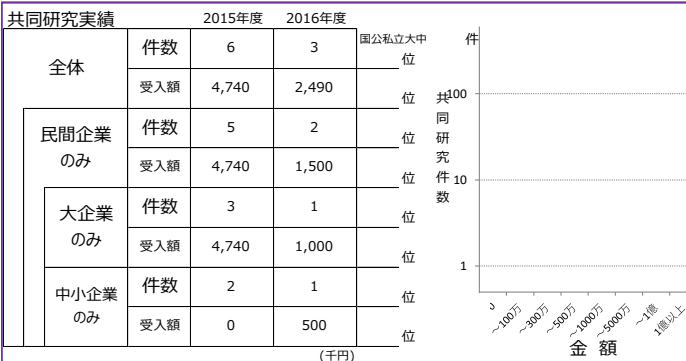 共同研究実績 2015年度 2016年度
国公私立大中
全体 件数 6 3 位
受入額 4,740 2,490 位
民間企業のみ 件数 5 2 位
受入額 4,740 1,500 位
大企業のみ 件数 3 1 位
受入額 4,740 1,000 位
中小企業のみ 件数 2 1 位
受入額 0 500 位
(千円)
件
共同研究件数
100
10
1
0 ～100万 ～300万 ～500万 ～1000万 ～5000万 ～1億 1億以上
金 額